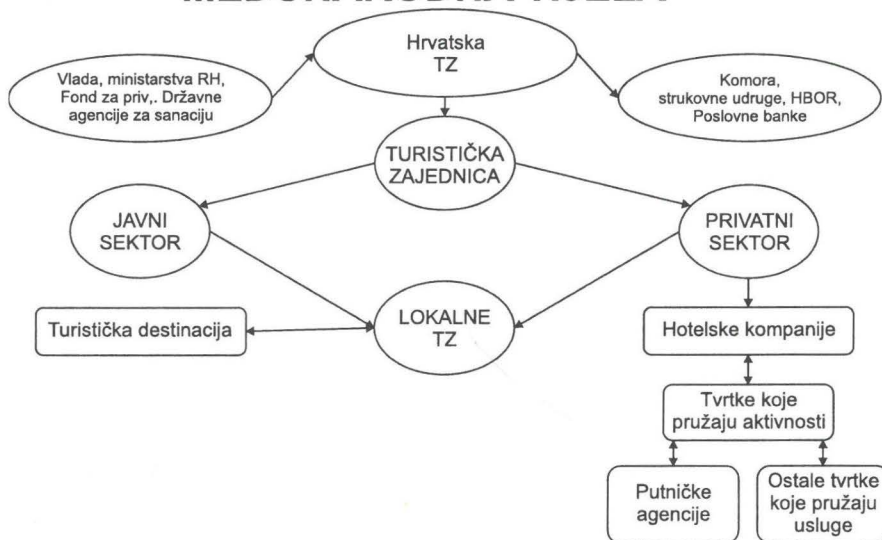 Hrvatska
TZ
Vlada, ministarstva RH,
Fond za priv,. Državne
agencije za sanaciju
Komora,
strukovne udruge, HBOR,
Poslovne banke
TURISTIČKA
ZAJEDNICA
JAVNI
SEKTOR
PRIVATNI
SEKTOR
LOKALNE
TZ
Turistička destinacija
Hotelske kompanije
Tvrtke koje
pružaju aktivnosti
Putničke
agencije
Ostale tvrtke
koje pružaju
usluge